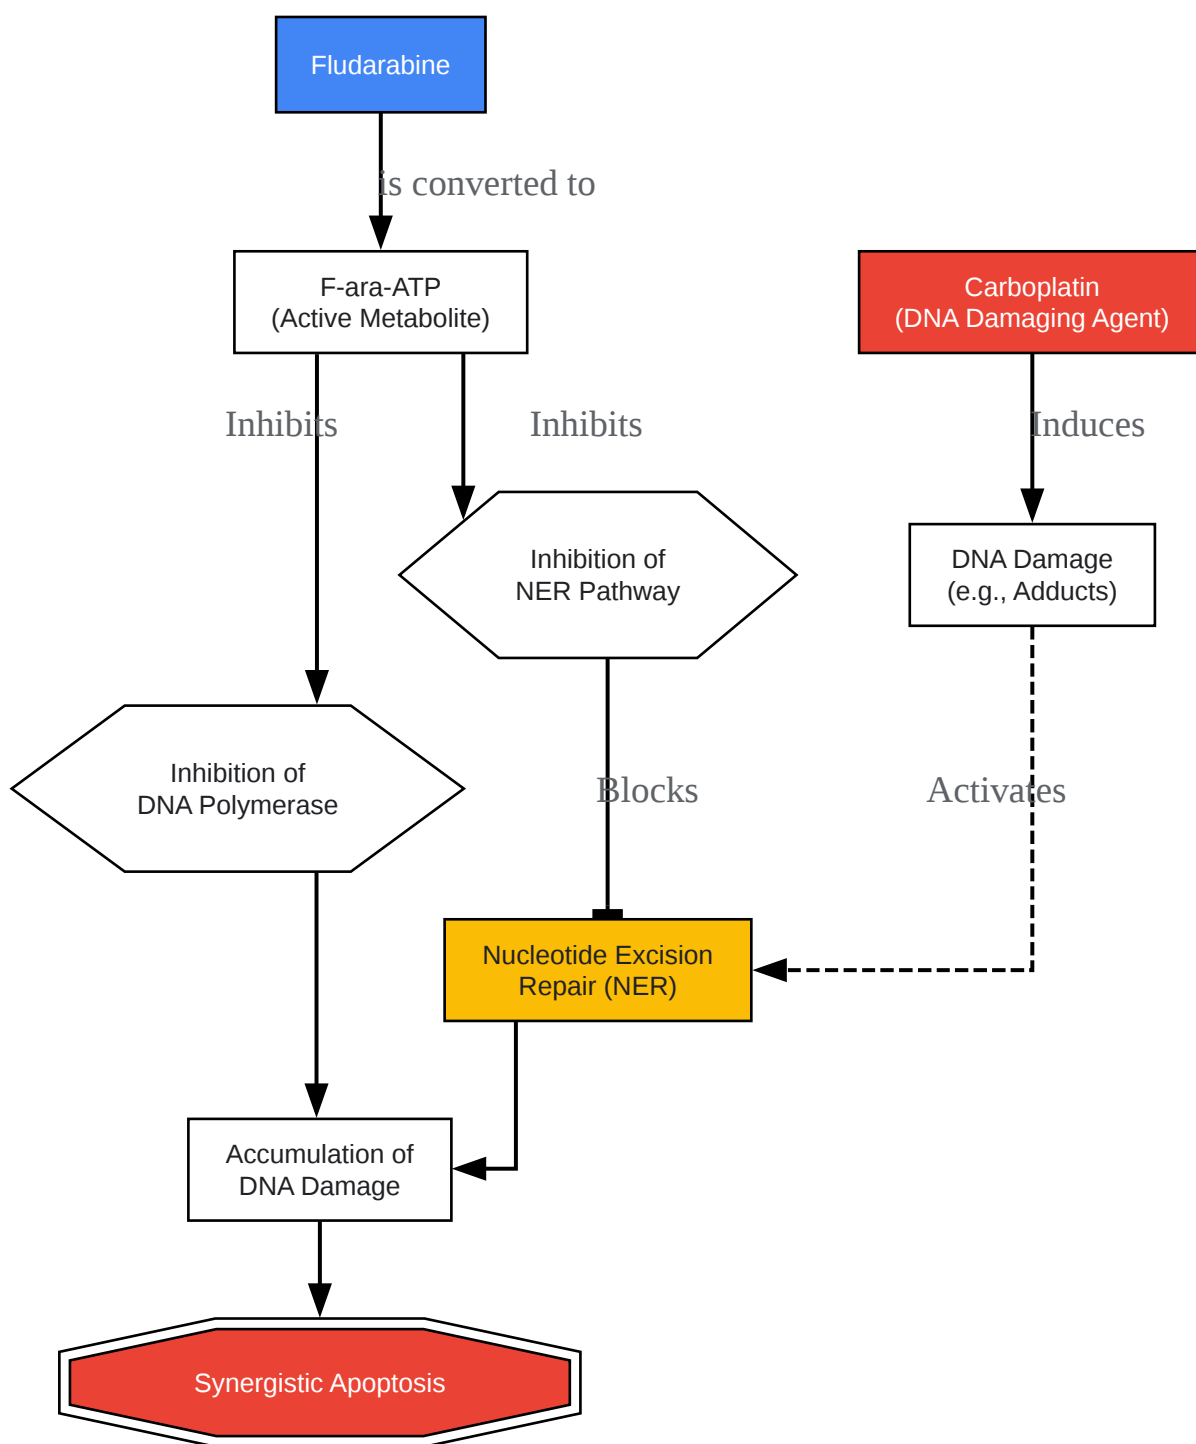 Fludarabine
is converted to
F-ara-ATP
(Active Metabolite)
Carboplatin
(DNA Damaging Agent)
Inhibits
Inhibits
Induces
Inhibition of
NER Pathway
DNA Damage
(e.g., Adducts)
Inhibition of
DNA Polymerase
Blocks
Activates
Nucleotide Excision
Repair (NER)
Accumulation of
DNA Damage
Synergistic Apoptosis